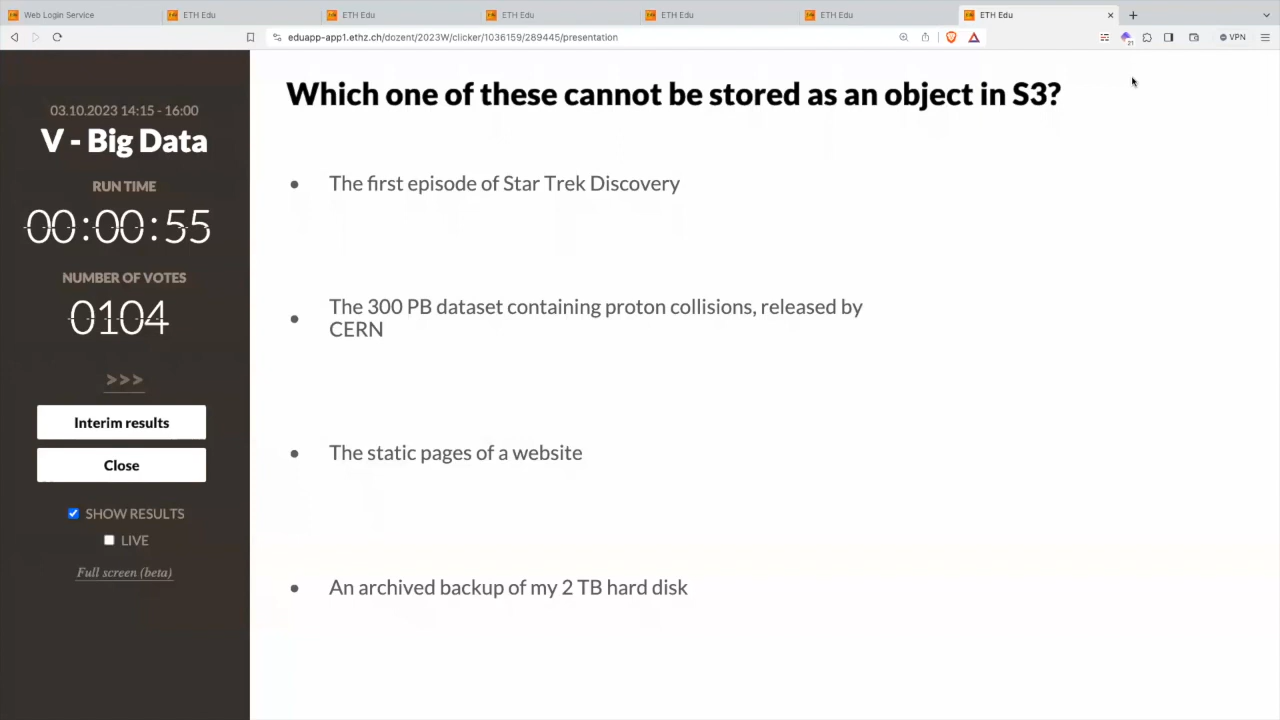 Web Login Service
ETH Edu
ETH Edu
ETH Edu
ETH Edu
ETH Edu
ETH Edu
eduapp-app1.ethz.ch/dozent/2023W/clicker/1036159/289445/presentation
21
VPN
03.10.2023 14:15 - 16:00
V - Big Data
RUN TIME
00:00:55
NUMBER OF VOTES
0104
>>>
Interim results
Close
SHOW RESULTS
LIVE
Full screen (beta)
Which one of these cannot be stored as an object in S3?
• The first episode of Star Trek Discovery
• The 300 PB dataset containing proton collisions, released by
CERN
• The static pages of a website
• An archived backup of my 2 TB hard disk